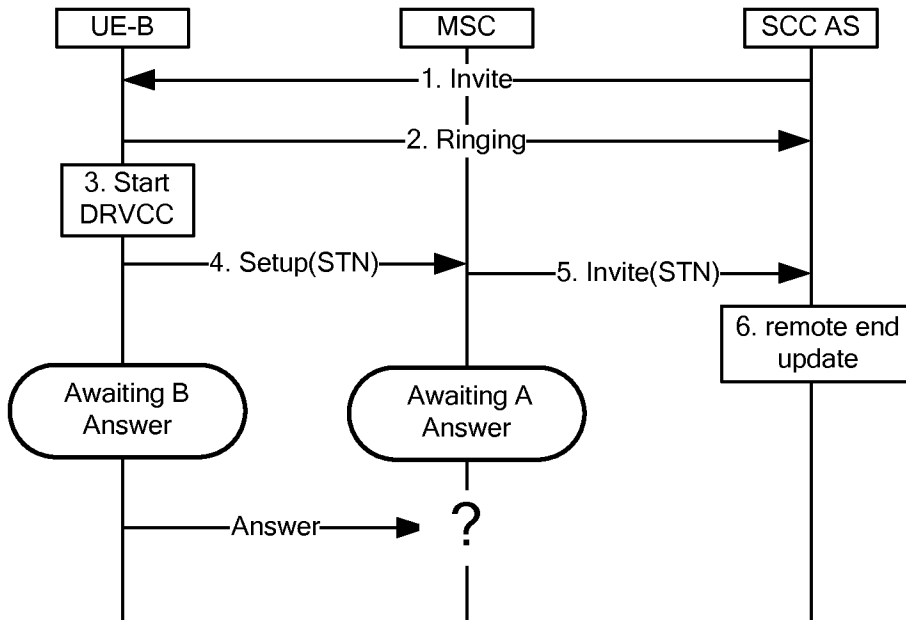 UE-B
MSC
SCC AS
1. Invite
2. Ringing
3. Start
DRVCC
4. Setup(STN)
5. Invite(STN)
6. remote end
update
Awaiting B
Answer
Awaiting A
Answer
Answer
?